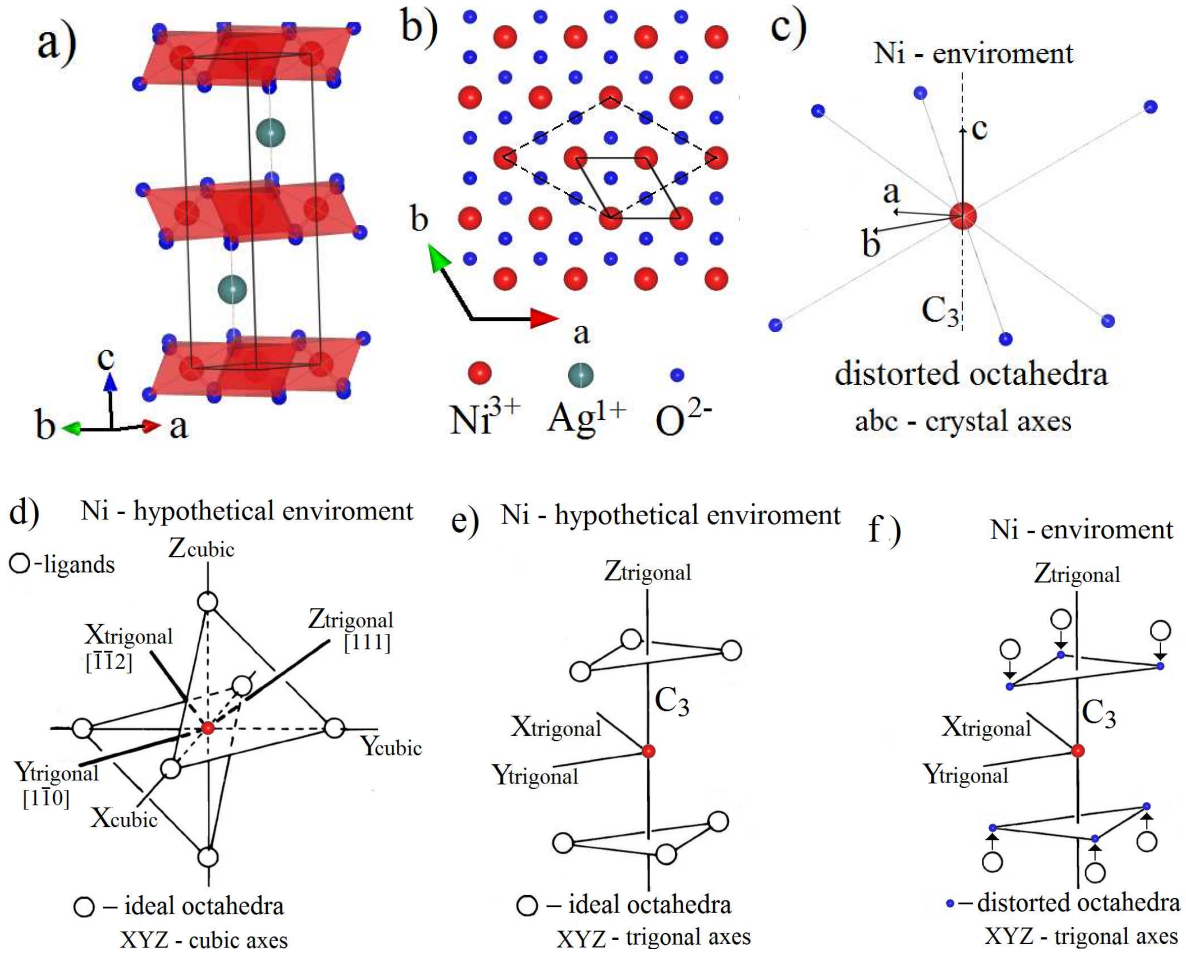 a)
c
b
a
b)
b
a
Ni3+ Ag1+ O2-
c)
Ni - enviroment
c
a
b
C3
distorted octahedra
abc - crystal axes
d) Ni - hypothetical enviroment
-ligands
Zcubic
Xtrigonal
[1̅1̅2]
Ztrigonal
[111]
Ycubic
Ytrigonal
[11̅0]
Xcubic
– ideal octahedra
XYZ - cubic axes
e) Ni - hypothetical enviroment
Ztrigonal
C3
Xtrigonal
Ytrigonal
– ideal octahedra
XYZ - trigonal axes
f) Ni - enviroment
Ztrigonal
C3
Xtrigonal
Ytrigonal
– distorted octahedra
XYZ - trigonal axes